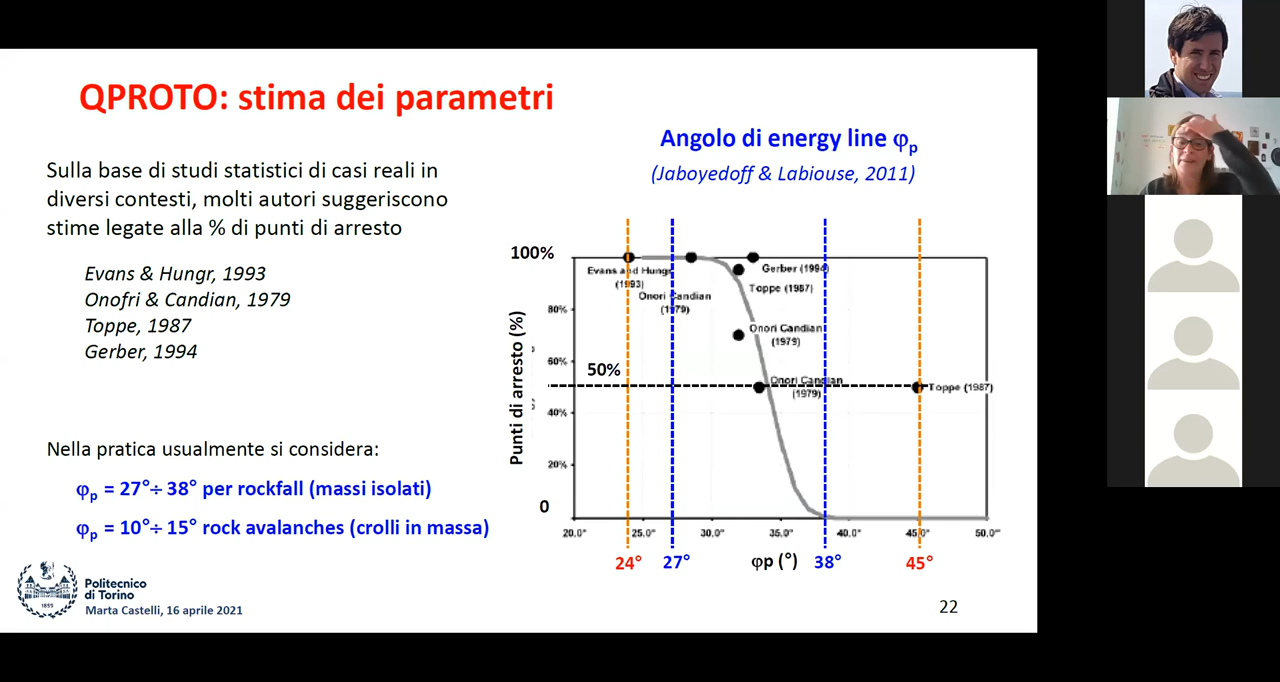 QPROTO: stima dei parametri
Sulla base di studi statistici di casi reali in
diversi contesti, molti autori suggeriscono
stime legate alla % di punti di arresto
Evans & Hungr, 1993
Onofri & Candian, 1979
Toppe, 1987
Gerber, 1994
Nella pratica usualmente si considera:
φp = 27°÷ 38° per rockfall (massi isolati)
φp = 10°÷ 15° rock avalanches (crolli in massa)
Angolo di energy line φp
(Jaboyedoff & Labiouse, 2011)
Punti di arresto (%)
100%
80%
60%
50%
40%
20%
0
Evans and Hungr
(1993)
Onori Candian
(1979)
Gerber (1994)
Toppe (1987)
Onori Candian
(1979)
Onori Candian
(1979)
Toppe (1987)
20.0° 25.0° 30.0° 35.0° 40.0° 45.0° 50.0°
24° 27° φp (°) 38° 45°
Politecnico
di Torino
1859
Marta Castelli, 16 aprile 2021
22